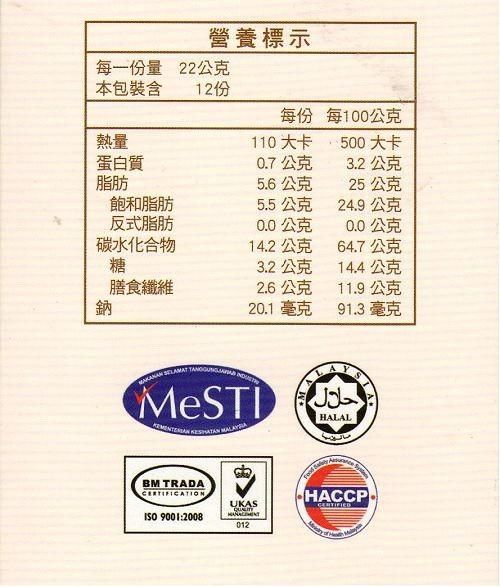 營養標示
每一份量 22公克
本包裝含 12份
每份 每100公克
熱量 110 大卡 500 大卡
蛋白質 0.7 公克 3.2 公克
脂肪 5.6 公克 25 公克
飽和脂肪 5.5 公克 24.9 公克
反式脂肪 0.0 公克 0.0 公克
碳水化合物 14.2 公克 64.7 公克
糖 3.2 公克 14.4 公克
膳食纖維 2.6 公克 11.9 公克
鈉 20.1 毫克 91.3 毫克
MAKANAN SELAMAT TANGGUNGJAWAB INDUSTRI
MeSTI
KEMENTERIAN KESIHATAN MALAYSIA
MALAYSIA
حلال
HALAL
مليسيا
BM TRADA
CERTIFICATION
ISO 9001:2008
UKAS
QUALITY
MANAGEMENT
012
Food Safety Assurance System
HACCP
CERTIFIED
Ministry of Health Malaysia